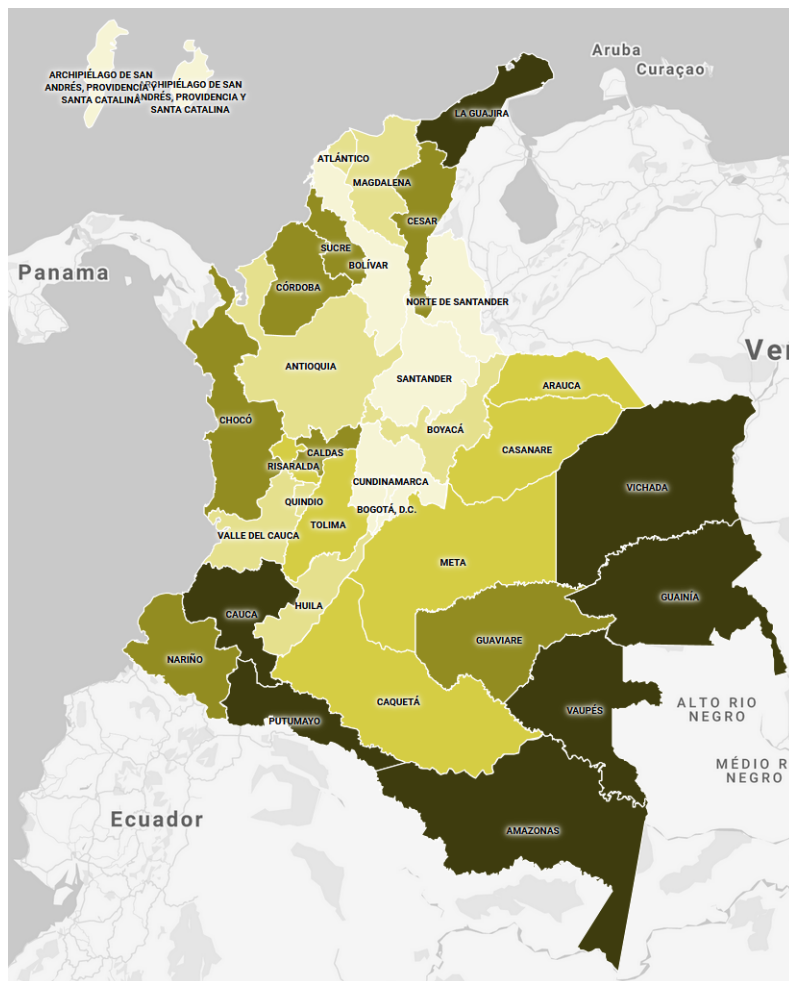 Aruba
Curaçao
ARCHIPIÉLAGO DE SAN
ANDRÉS, PROVIDENCIA Y
SANTA CATALINA
ARCHIPIÉLAGO DE SAN
ANDRÉS, PROVIDENCIA Y
SANTA CATALINA
LA GUAJIRA
ATLÁNTICO
MAGDALENA
CESAR
SUCRE
BOLÍVAR
Panama
CÓRDOBA
NORTE DE SANTANDER
Ver
ANTIOQUIA
SANTANDER
ARAUCA
CHOCÓ
BOYACÁ
CALDAS
CASANARE
RISARALDA
CUNDINAMARCA
VICHADA
QUINDIO
BOGOTÁ, D.C.
TOLIMA
VALLE DEL CAUCA
META
GUAINÍA
HUILA
CAUCA
GUAVIARE
NARIÑO
CAQUETÁ
ALTO RIO
NEGRO
VAUPÉS
PUTUMAYO
MÉDIO R
NEGRO
Ecuador
AMAZONAS